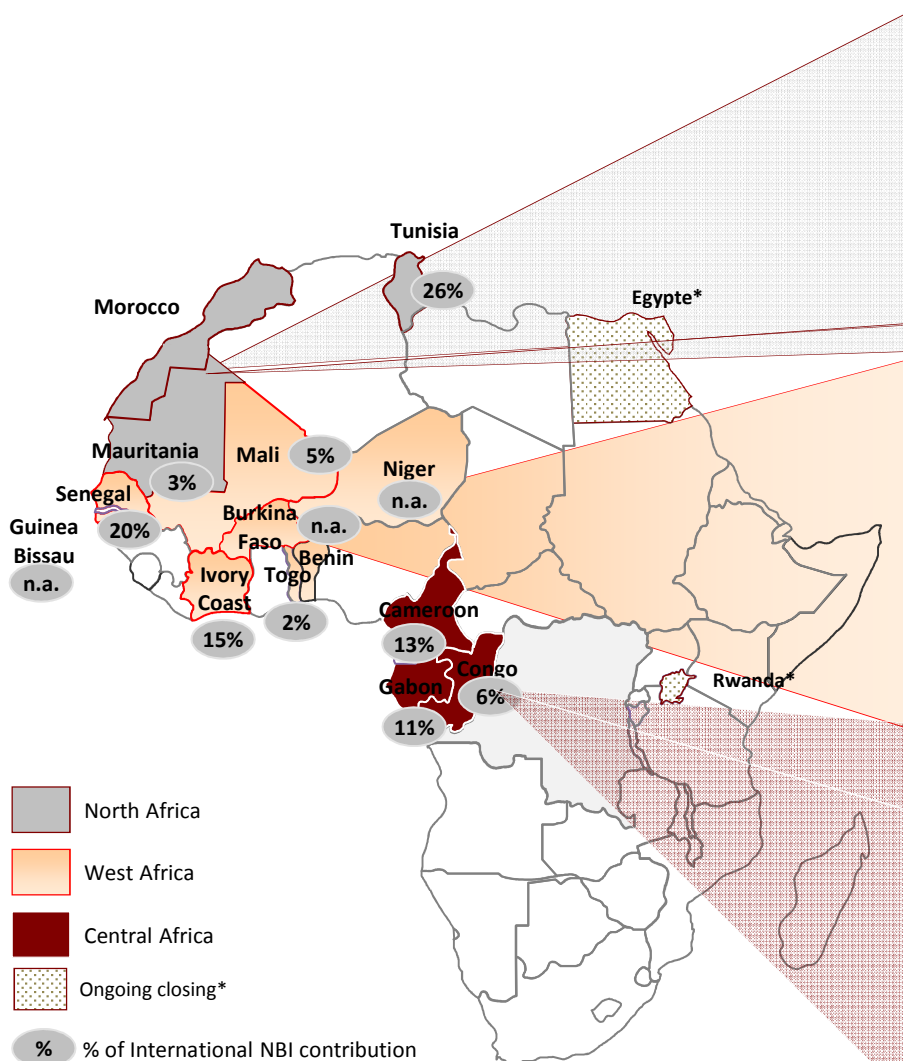 Tunisia
26%
Egypte*
Morocco
Mauritania
3%
Mali
5%
Niger
n.a.
Senegal
20%
Guinea
Bissau
n.a.
Burkina
Faso
n.a.
Benin
Togo
2%
Ivory
Coast
15%
Cameroon
13%
Congo
6%
Gabon
11%
Rwanda*
North Africa
West Africa
Central Africa
Ongoing closing*
% % of International NBI contribution